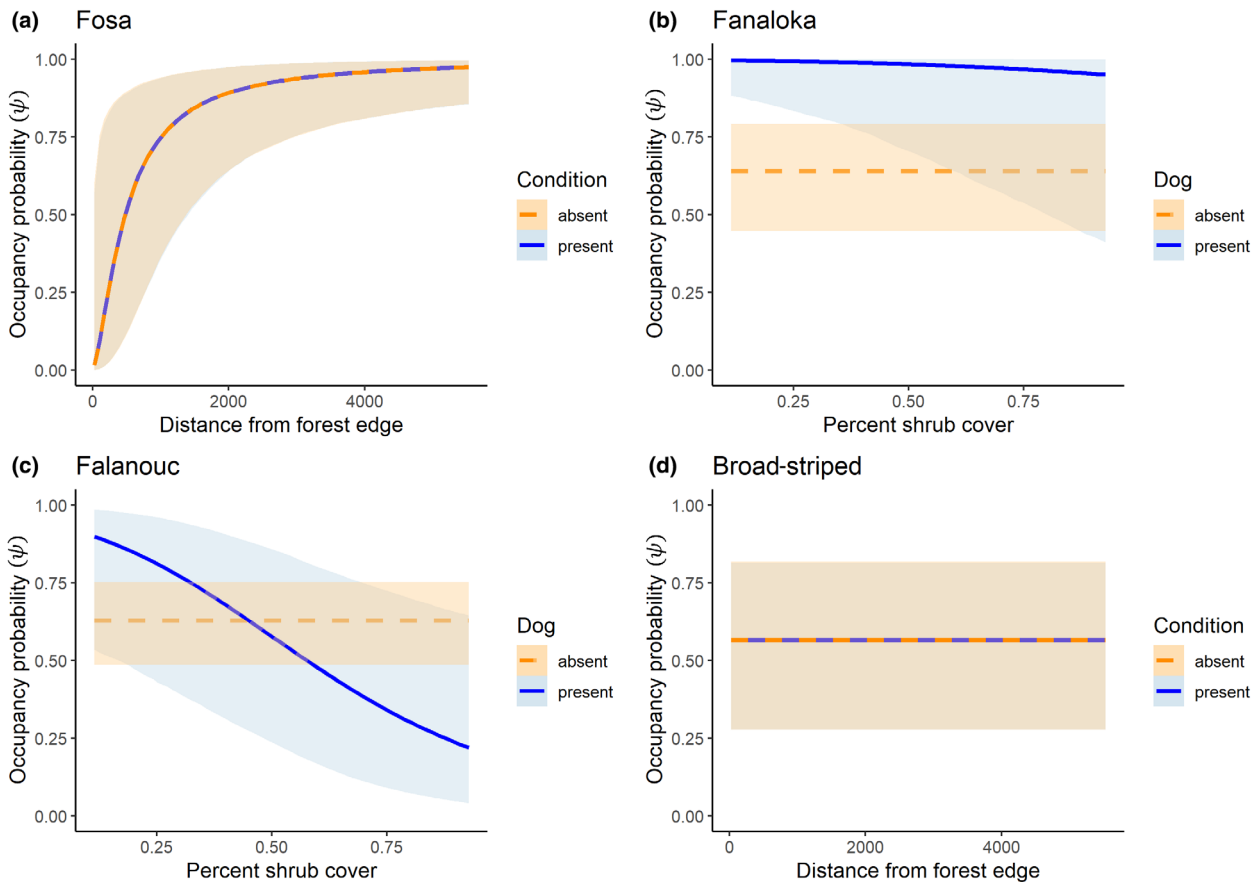 (a) Fosa
Occupancy probability (ψ)
1.00
0.75
0.50
0.25
0.00
0 2000 4000
Distance from forest edge
Condition
absent
present
(b) Fanaloka
Occupancy probability (ψ)
1.00
0.75
0.50
0.25
0.00
0.25 0.50 0.75
Percent shrub cover
Dog
absent
present
(c) Falanouc
Occupancy probability (ψ)
1.00
0.75
0.50
0.25
0.00
0.25 0.50 0.75
Percent shrub cover
Dog
absent
present
(d) Broad-striped
Occupancy probability (ψ)
1.00
0.75
0.50
0.25
0.00
0 2000 4000
Distance from forest edge
Condition
absent
present